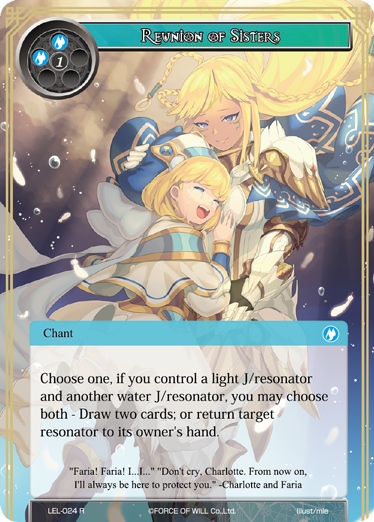 Reunion of Sisters
1
Chant
Choose one, if you control a light J/resonator
and another water J/resonator, you may choose
both - Draw two cards; or return target
resonator to its owner's hand.
"Faria! Faria! I...I..." "Don't cry, Charlotte. From now on,
I'll always be here to protect you." -Charlotte and Faria
LEL-024 R ©FORCE OF WILL Co.,Ltd. Illust/mile